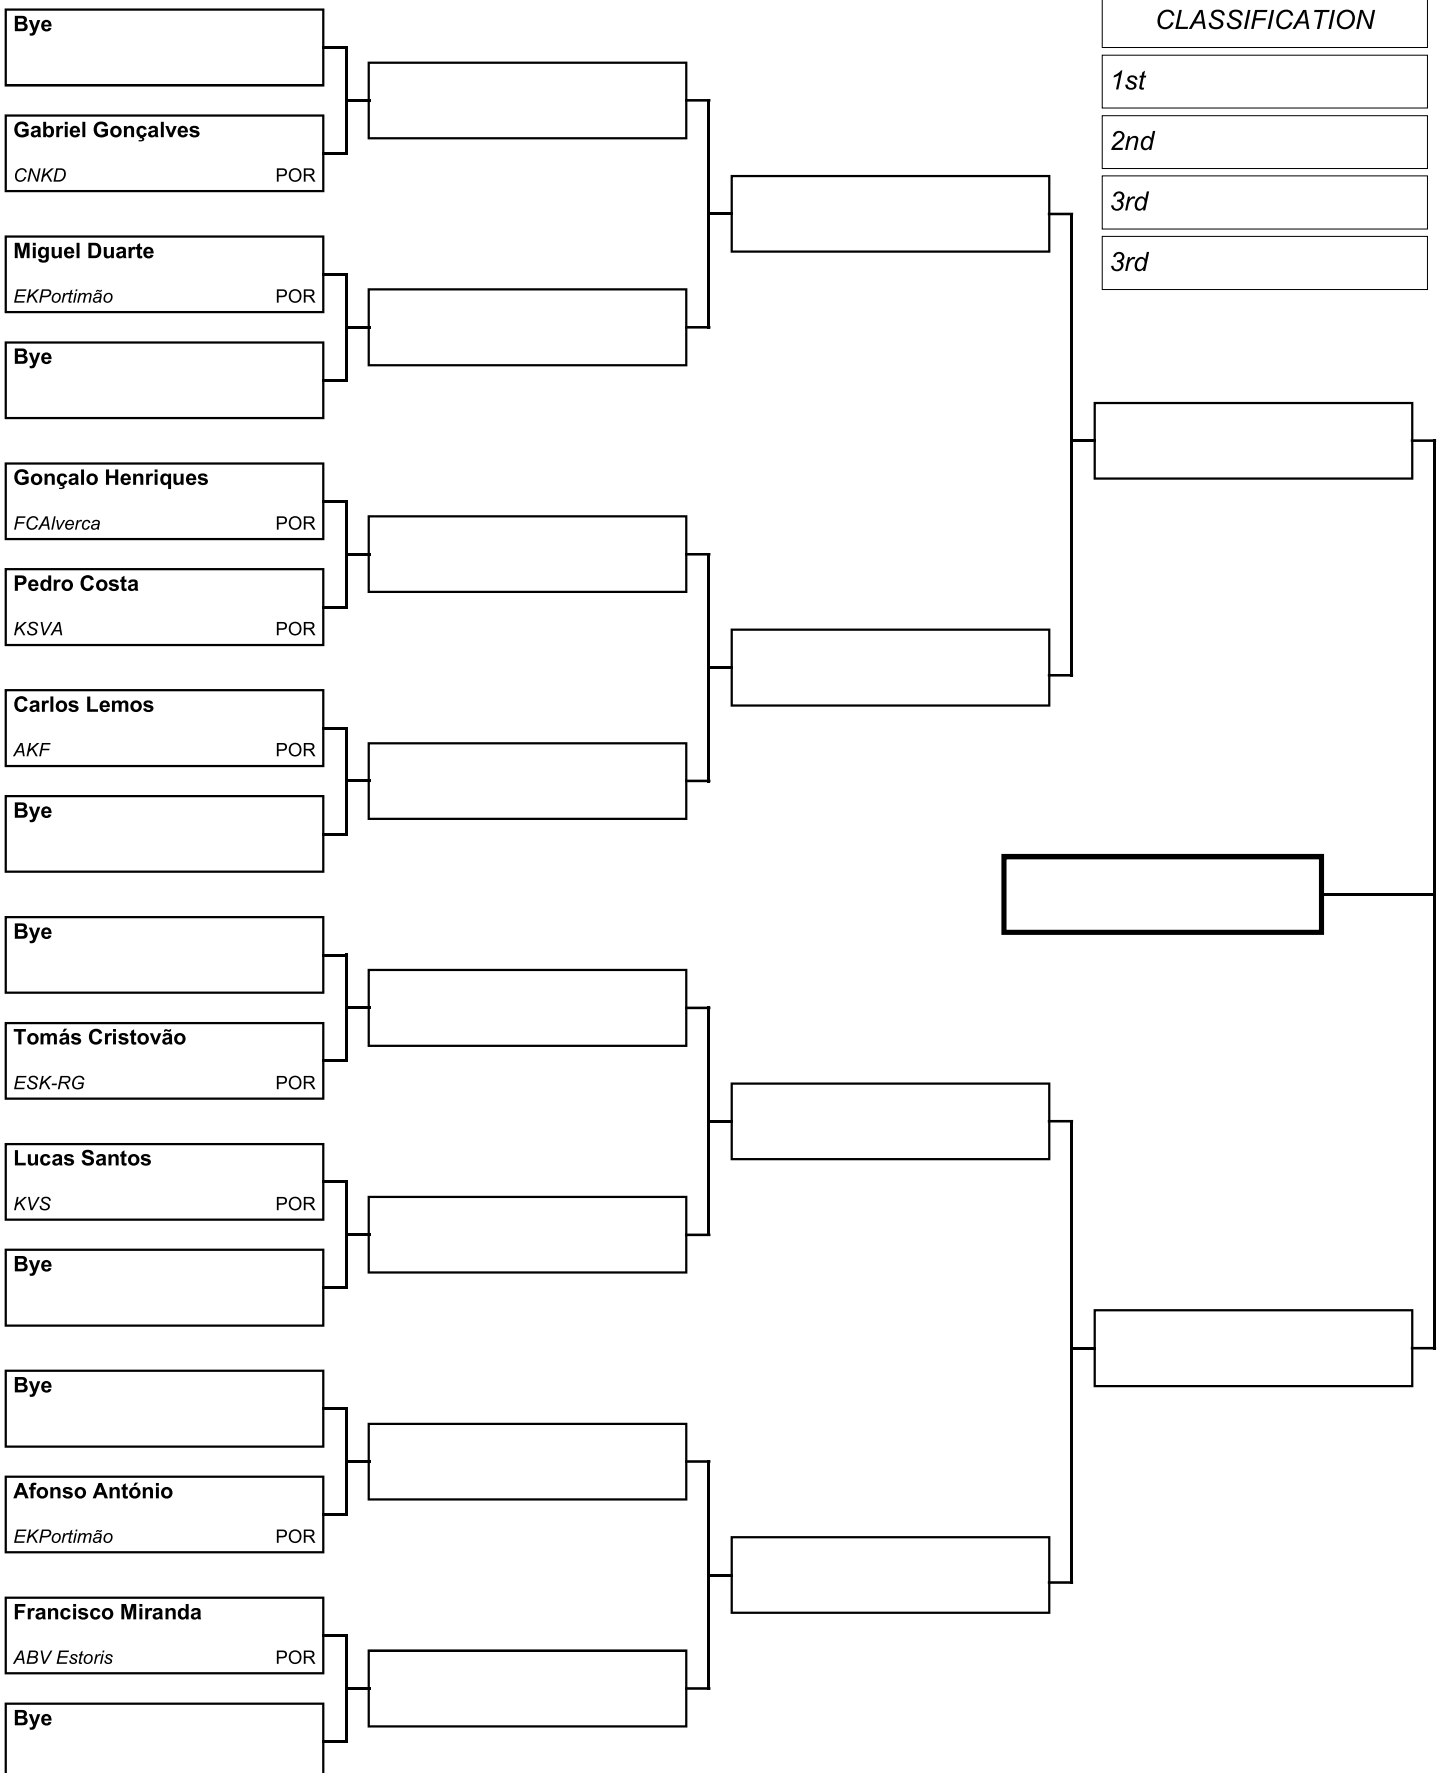 Bye
Gabriel Gonçalves
CNKD POR
Miguel Duarte
EKPortimão POR
Bye
Gonçalo Henriques
FCAlverca POR
Pedro Costa
KSVA POR
Carlos Lemos
AKF POR
Bye
Bye
Tomás Cristovão
ESK-RG POR
Lucas Santos
KVS POR
Bye
Bye
Afonso António
EKPortimão POR
Francisco Miranda
ABV Estoris POR
Bye
CLASSIFICATION
1st
2nd
3rd
3rd